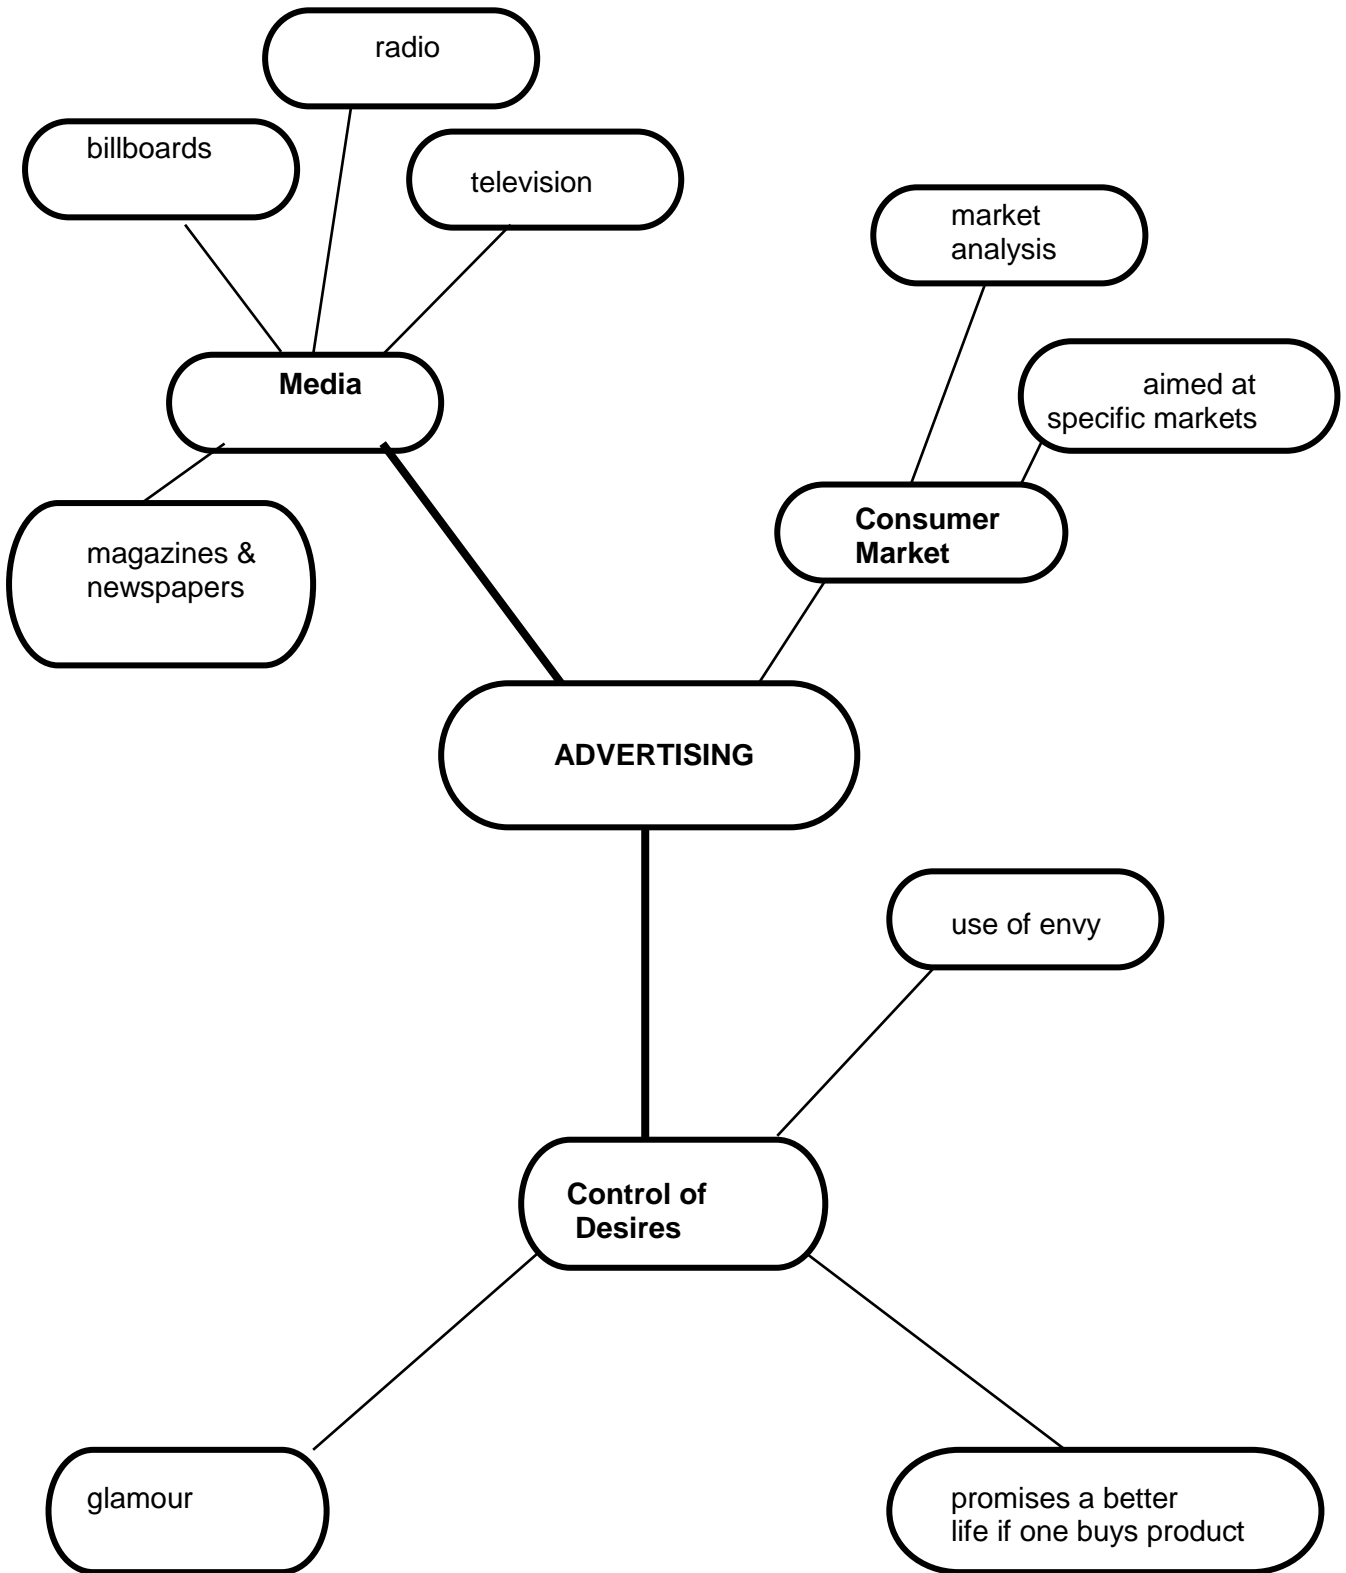 radio
billboards
television
market
analysis
Media
aimed at
specific markets
Consumer
Market
magazines &
newspapers
ADVERTISING
use of envy
Control of
Desires
glamour
promises a better
life if one buys product